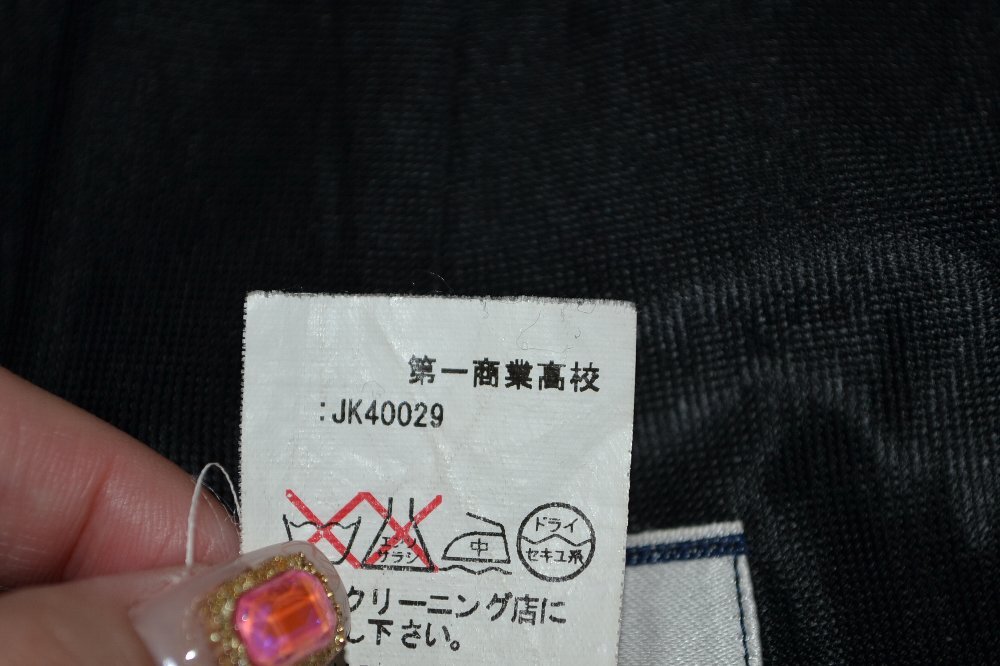 第一商業高校
:JK40029
エンソ
サラシ
中
ドライ
セキユ系
クリーニング店に
し下さい。